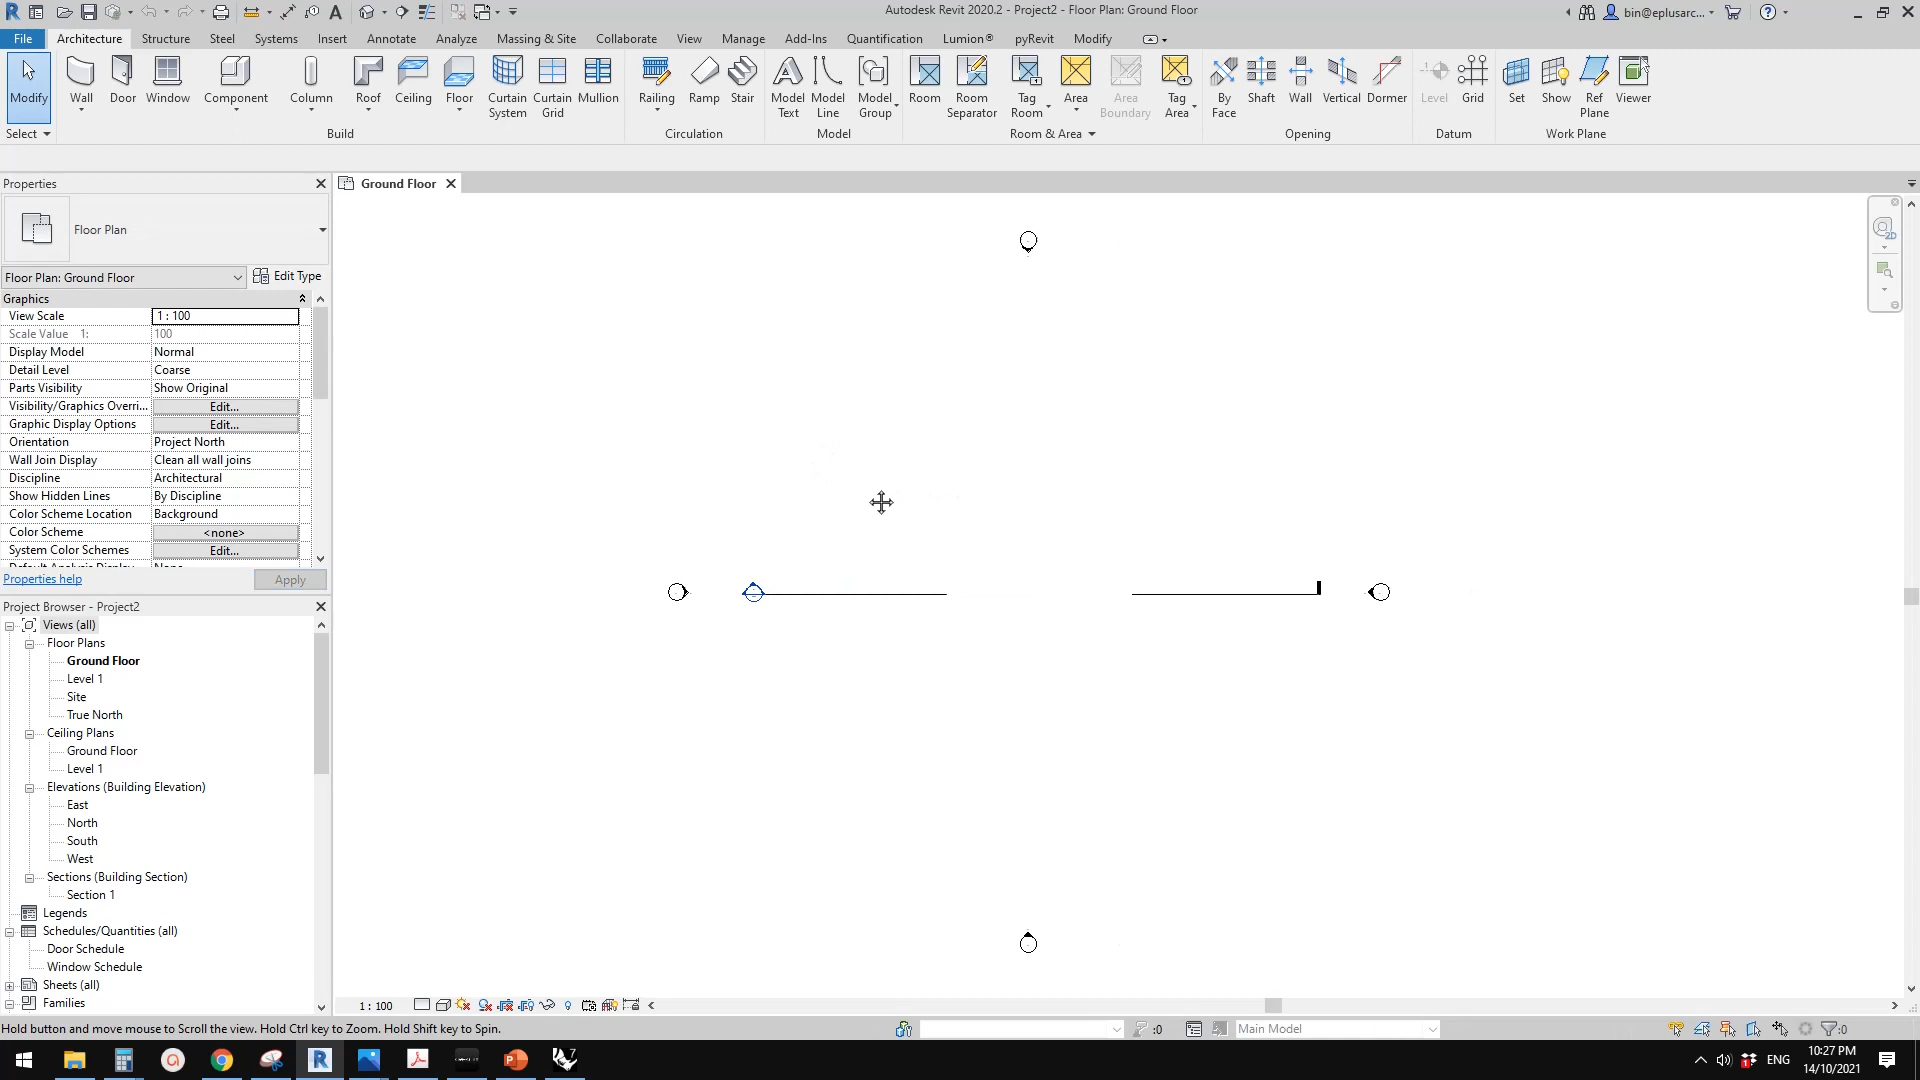 Autodesk Revit 2020.2 - Project2 - Floor Plan: Ground Floor
bin@eplusarc...
File Architecture Structure Steel Systems Insert Annotate Analyze Massing & Site Collaborate View Manage Add-Ins Quantification Lumion® pyRevit Modify
Modify Wall Door Window Component Column Roof Ceiling Floor Curtain System Curtain Grid Mullion Railing Ramp Stair Model Text Model Line Model Group Room Room Separator Tag Room Area Area Boundary Tag Area By Face Shaft Wall Vertical Dormer Level Grid Set Show Ref Plane Viewer
Select Build Circulation Model Room & Area Opening Datum Work Plane
Properties
Ground Floor
Floor Plan
Floor Plan: Ground Floor Edit Type
Graphics
View Scale 1 : 100
Scale Value 1: 100
Display Model Normal
Detail Level Coarse
Parts Visibility Show Original
Visibility/Graphics Overri... Edit...
Graphic Display Options Edit...
Orientation Project North
Wall Join Display Clean all wall joins
Discipline Architectural
Show Hidden Lines By Discipline
Color Scheme Location Background
Color Scheme <none>
System Color Schemes Edit...
Properties help Apply
Project Browser - Project2
Views (all)
Floor Plans
Ground Floor
Level 1
Site
True North
Ceiling Plans
Ground Floor
Level 1
Elevations (Building Elevation)
East
North
South
West
Sections (Building Section)
Section 1
Legends
Schedules/Quantities (all)
Door Schedule
Window Schedule
Sheets (all)
Families
2D
1 : 100
Hold button and move mouse to Scroll the view. Hold Ctrl key to Zoom. Hold Shift key to Spin.
:0 Main Model :0
ENG
10:27 PM
14/10/2021